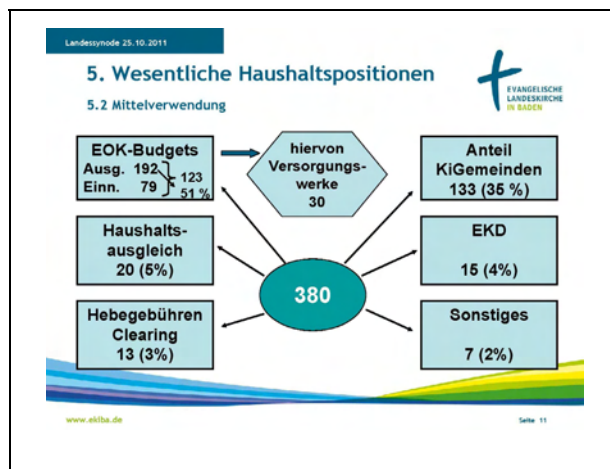 Landessynode 25.10.2011
5. Wesentliche Haushaltspositionen
5.2 Mittelverwendung
EVANGELISCHE
LANDESKIRCHE
IN BADEN
EOK-Budgets
Ausg. 192
Einn. 79
123
51 %
hiervon
Versorgungs-
werke
30
Anteil
KiGemeinden
133 (35 %)
Haushalts-
ausgleich
20 (5%)
380
EKD
15 (4%)
Hebegebühren
Clearing
13 (3%)
Sonstiges
7 (2%)
www.ekiba.de
Seite 11